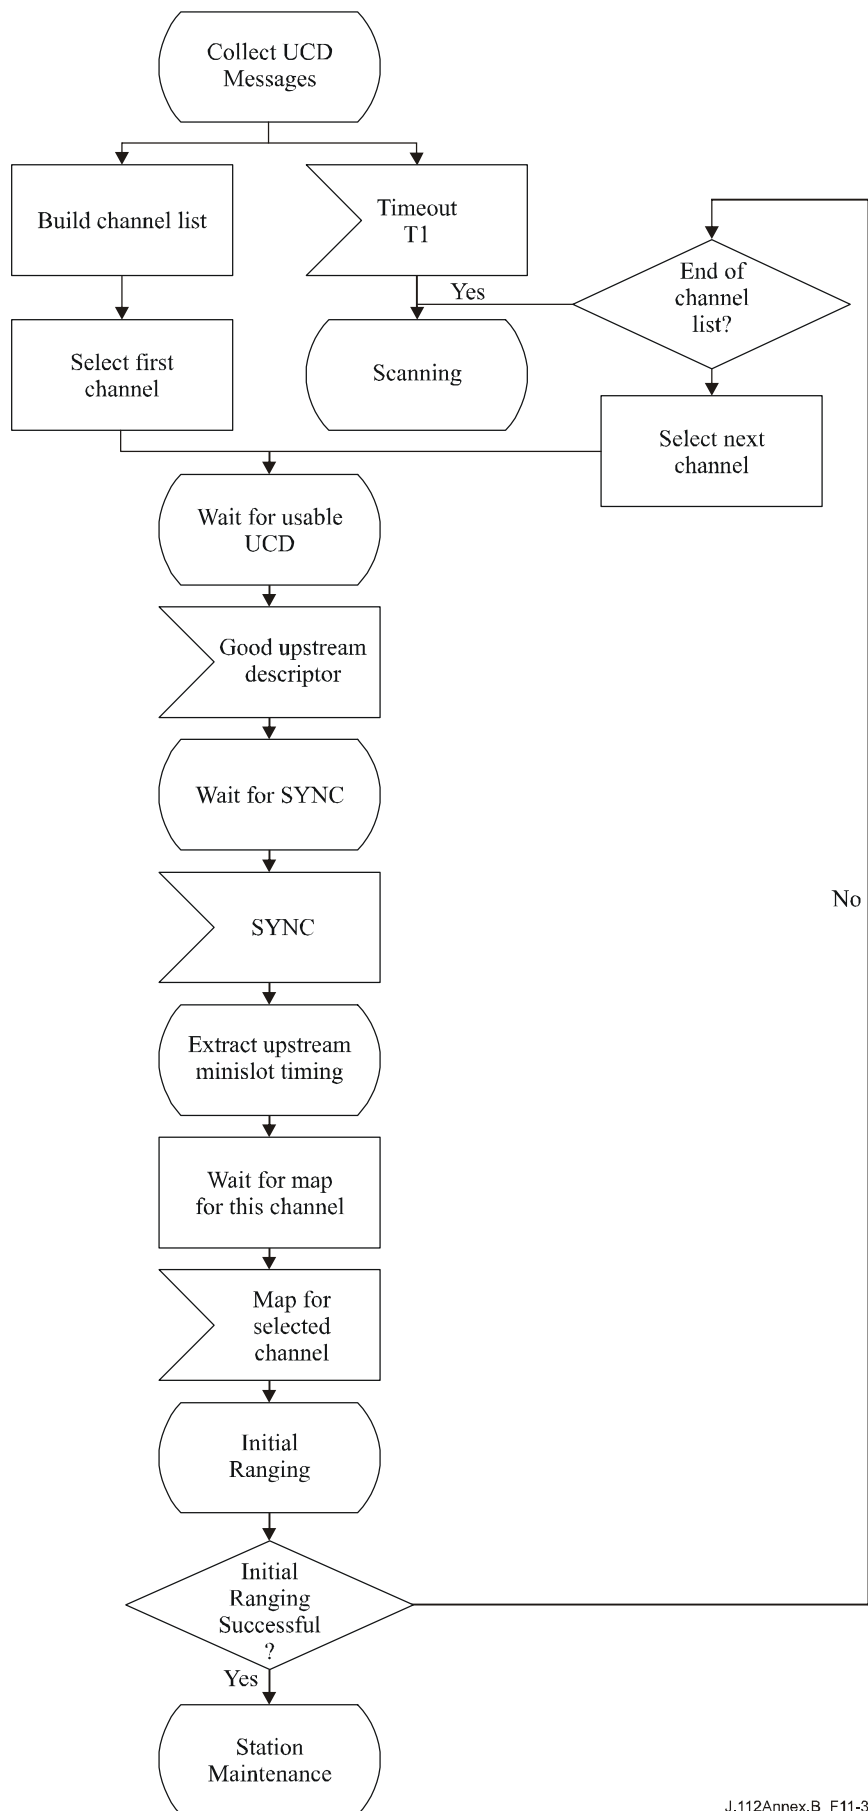 Collect UCD
Messages
Build channel list
Timeout
T1
End of
channel
list?
Yes
Select first
channel
Scanning
Select next
channel
Wait for usable
UCD
Good upstream
descriptor
Wait for SYNC
No
SYNC
Extract upstream
minislot timing
Wait for map
for this channel
Map for
selected
channel
Initial
Ranging
Initial
Ranging
Successful
?
Yes
Station
Maintenance
J.112Annex.B_F11-3